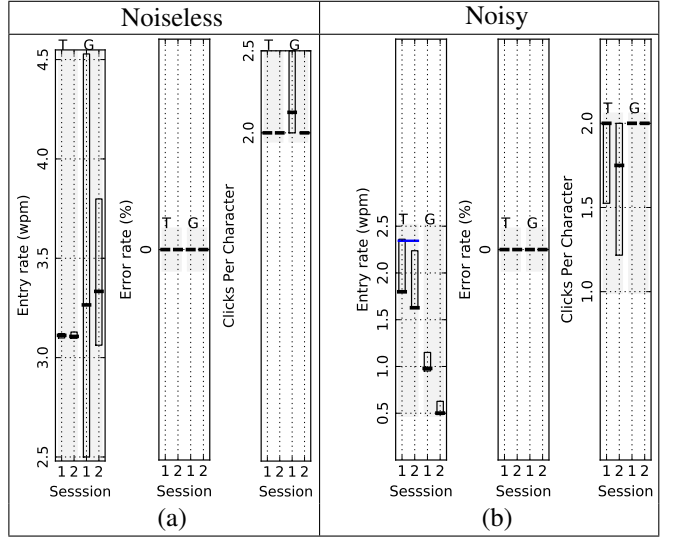 Noiseless
Noisy
Entry rate (wpm)
4.5
4.0
3.5
3.0
2.5
T G
1 2 1 2
Sesssion
Error rate (%)
0
T G
1 2 1 2
Sesssion
Clicks Per Character
2.5
2.0
T G
1 2 1 2
Sesssion
(a)
Entry rate (wpm)
2.5
2.0
1.5
1.0
0.5
T G
1 2 1 2
Sesssion
Error rate (%)
0
T G
1 2 1 2
Sesssion
Clicks Per Character
2.0
1.5
1.0
T G
1 2 1 2
Sesssion
(b)